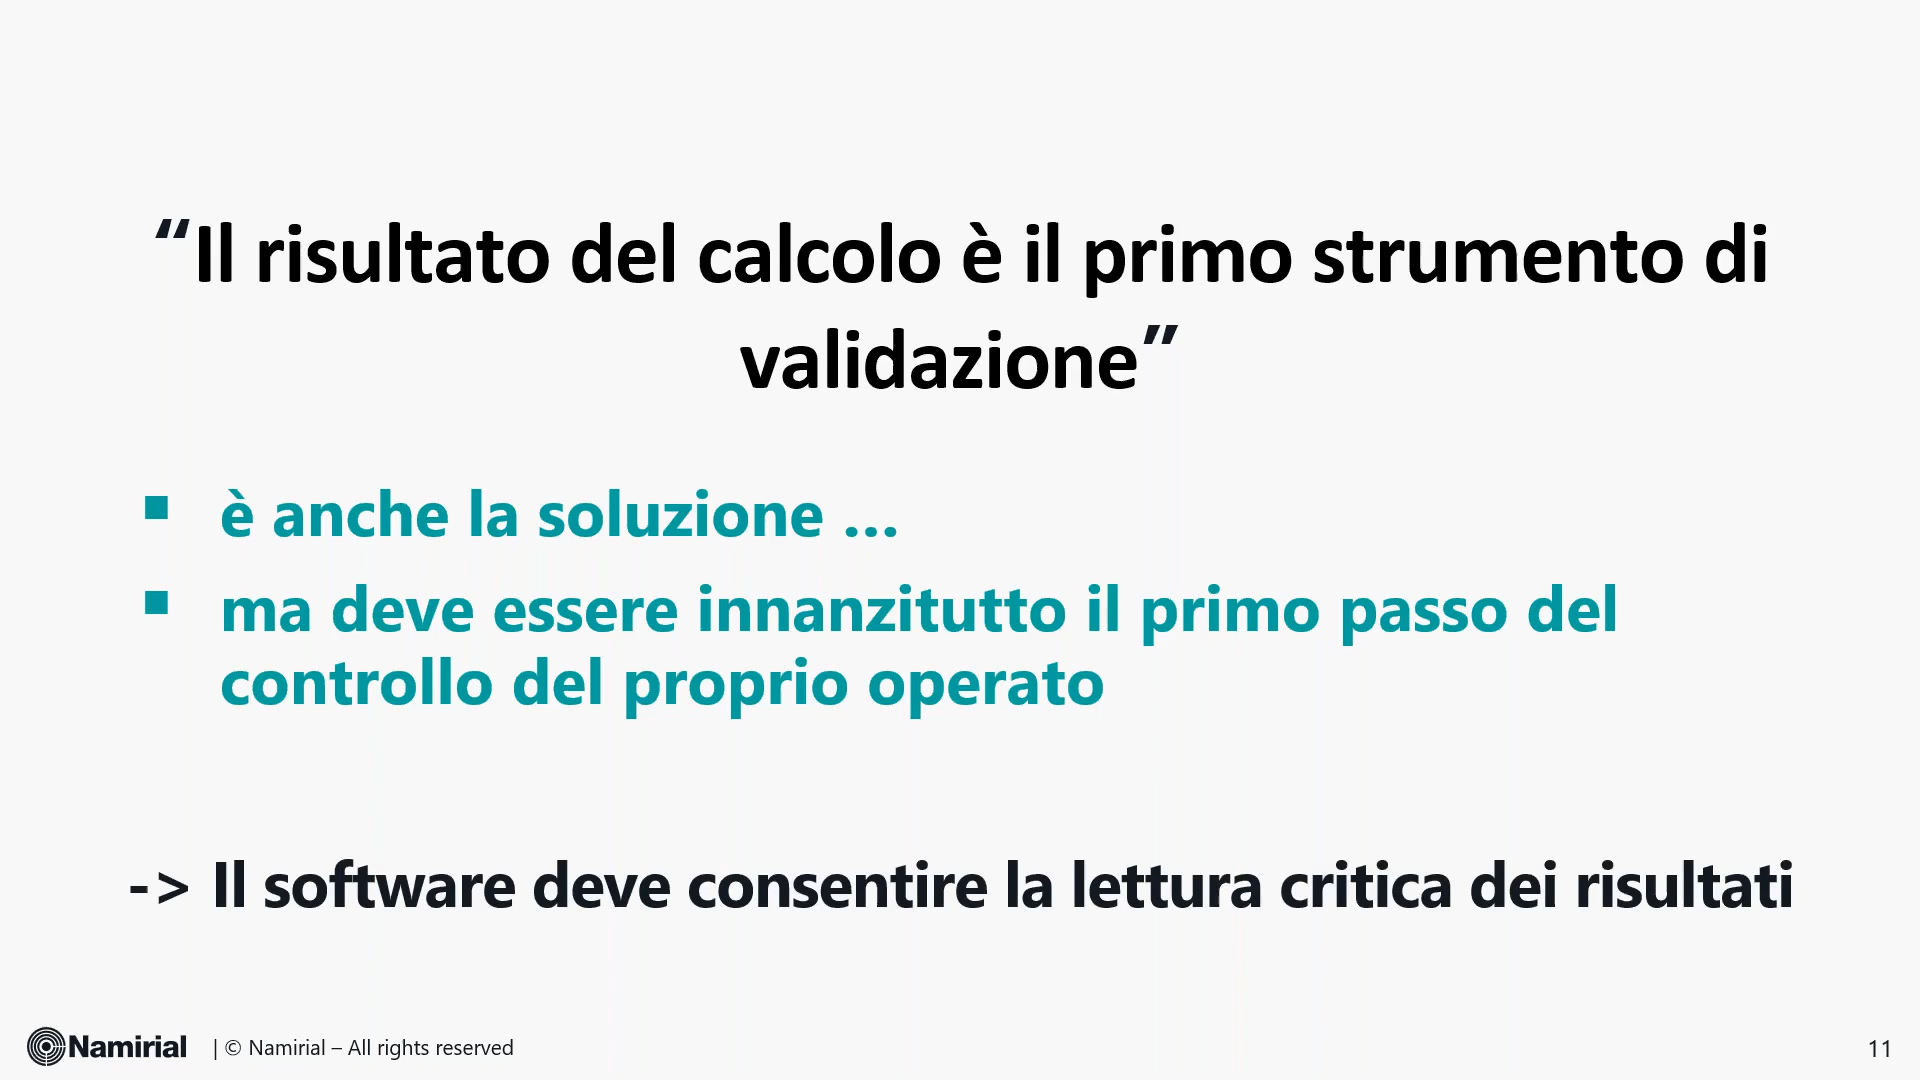 “Il risultato del calcolo è il primo strumento di
validazione”
▪ è anche la soluzione …
▪ ma deve essere innanzitutto il primo passo del
controllo del proprio operato
-> Il software deve consentire la lettura critica dei risultati
Namirial | © Namirial – All rights reserved
11